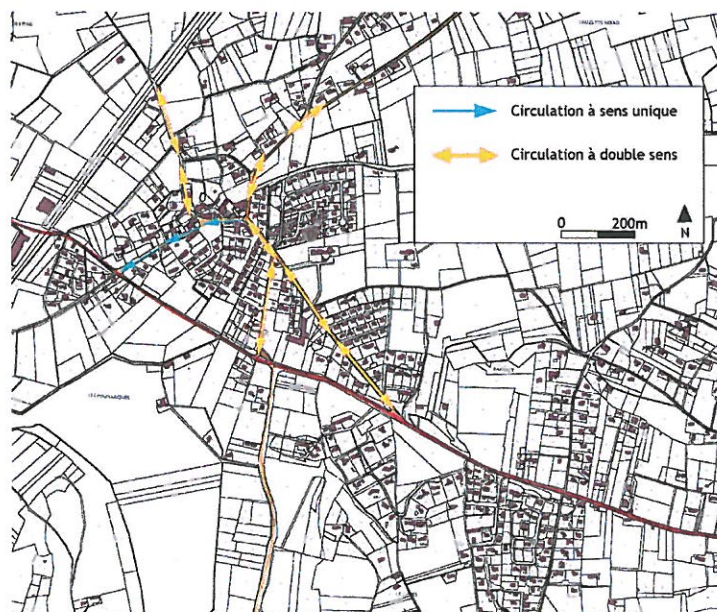 Circulation à sens unique
Circulation à double sens
0 200m
N